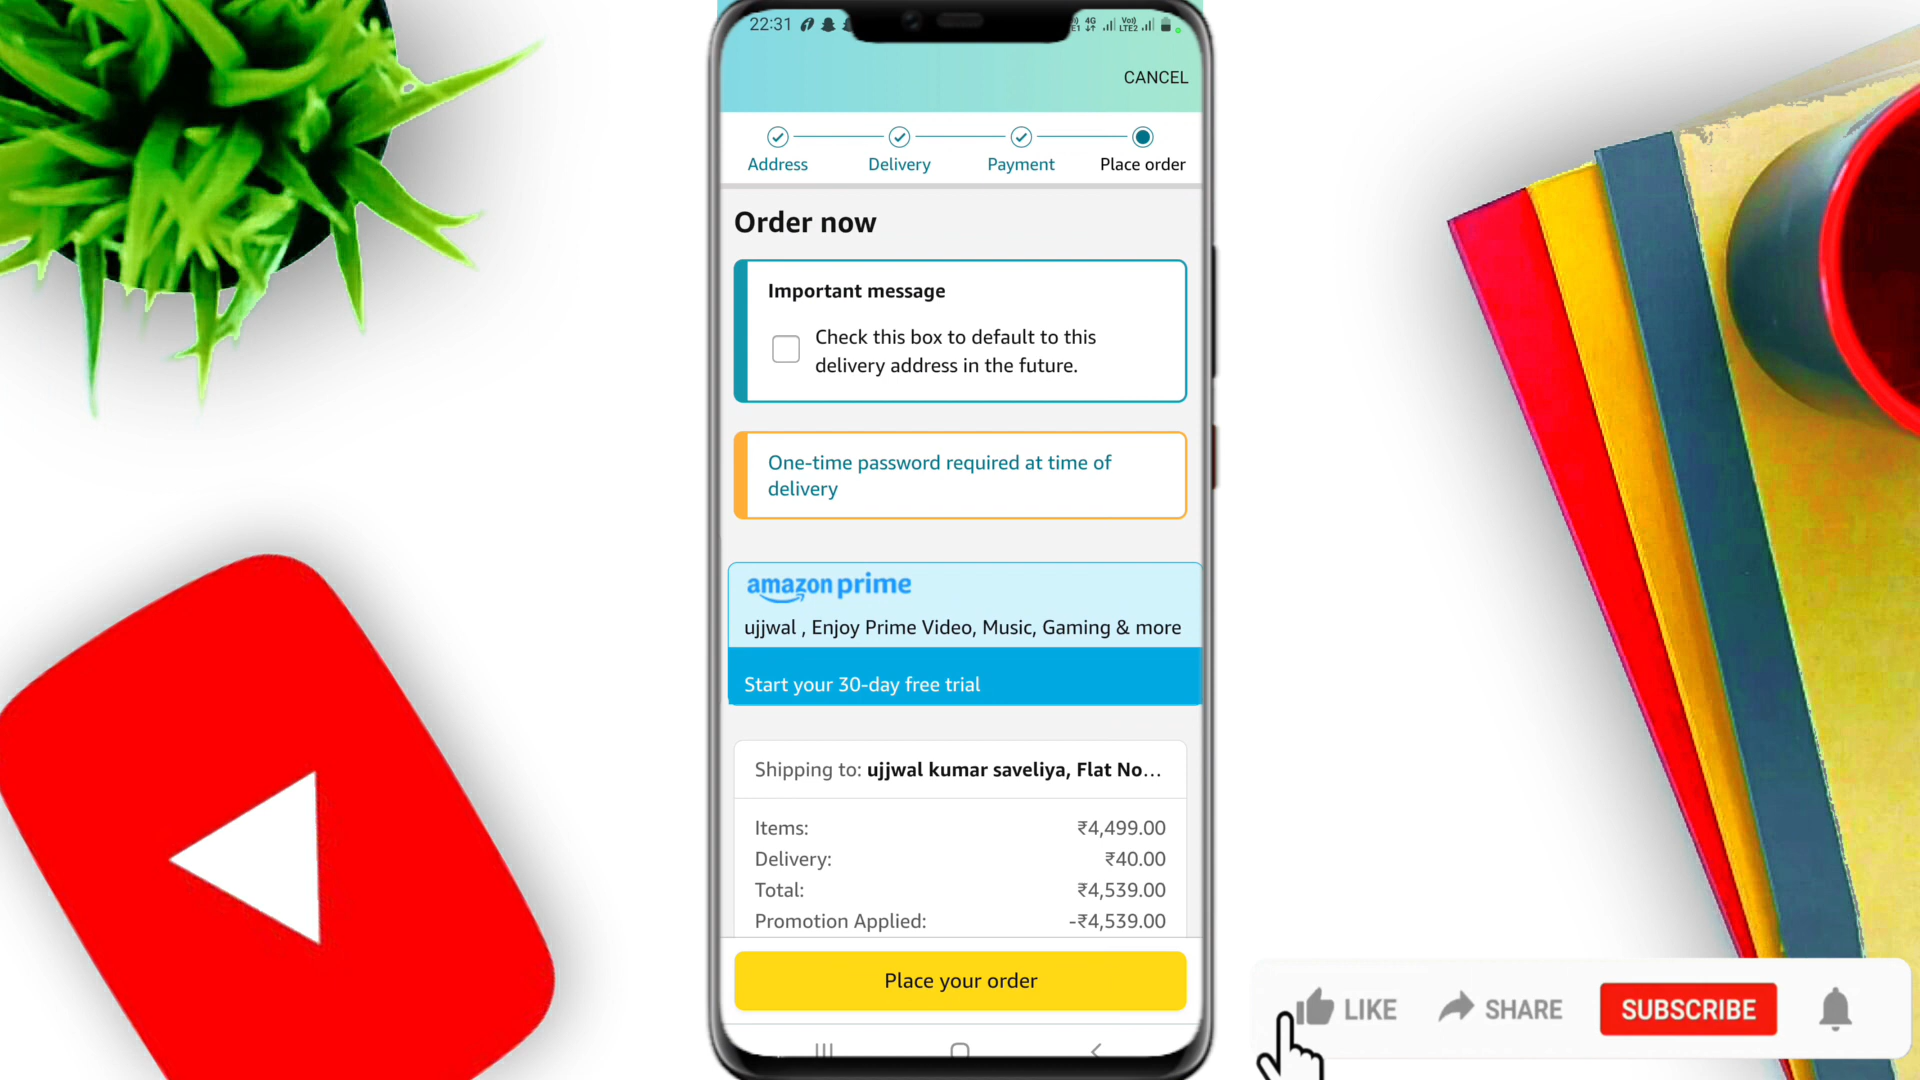 22:31
4G
Vo))
LTE2
CANCEL
Address
Delivery
Payment
Place order
Order now
Important message
Check this box to default to this
delivery address in the future.
One-time password required at time of
delivery
amazon prime
ujjwal , Enjoy Prime Video, Music, Gaming & more
Start your 30-day free trial
Shipping to: ujjwal kumar saveliya, Flat No...
Items: ₹4,499.00
Delivery: ₹40.00
Total: ₹4,539.00
Promotion Applied: -₹4,539.00
Place your order
LIKE
SHARE
SUBSCRIBE